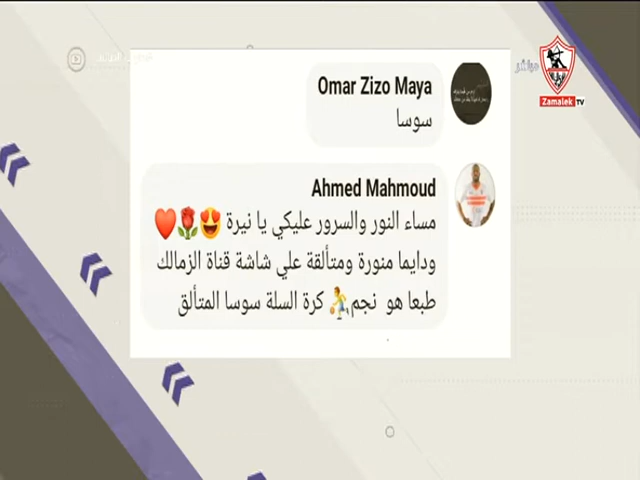 مباشر
Zamalek TV
Omar Zizo Maya
سوسا
Ahmed Mahmoud
مساء النور والسرور عليكي يا نيرة 😍🌹❤️
ودايما منورة ومتألقة علي شاشة قناة الزمالك
طبعا هو نجم⛹️ كرة السلة سوسا المتألق